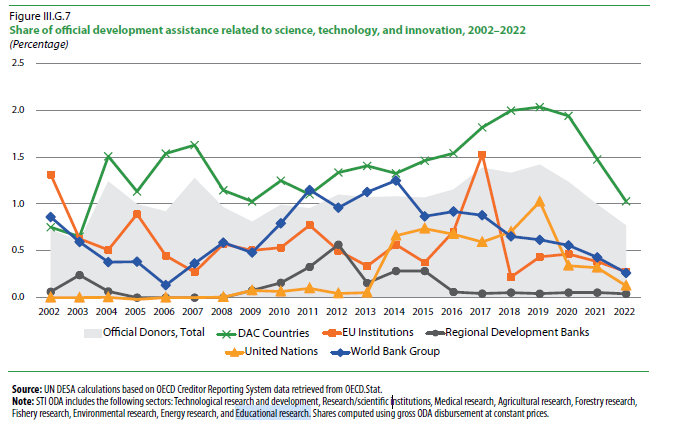 Figure III.G.7
Share of official development assistance related to science, technology, and innovation, 2002–2022
(Percentage)
2.5
2.0
1.5
1.0
0.5
0.0
2002 2003 2004 2005 2006 2007 2008 2009 2010 2011 2012 2013 2014 2015 2016 2017 2018 2019 2020 2021 2022
Official Donors, Total DAC Countries EU Institutions Regional Development Banks
United Nations World Bank Group
Source: UN DESA calculations based on OECD Creditor Reporting System data retrieved from OECD.Stat.
Note: STI ODA includes the following sectors: Technological research and development, Research/scientific institutions, Medical research, Agricultural research, Forestry research,
Fishery research, Environmental research, Energy research, and Educational research. Shares computed using gross ODA disbursement at constant prices.